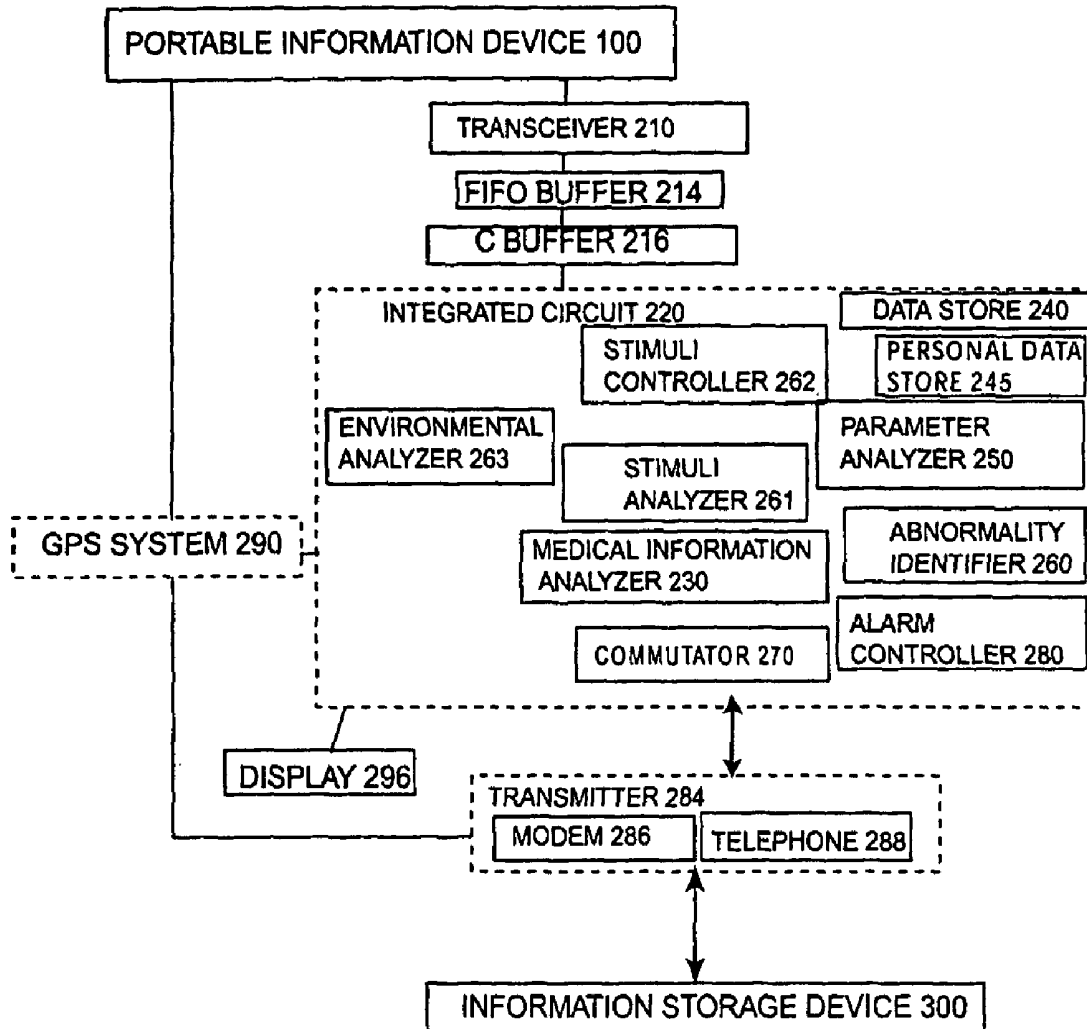 PORTABLE INFORMATION DEVICE 100
TRANSCEIVER 210
FIFO BUFFER 214
C BUFFER 216
INTEGRATED CIRCUIT 220
DATA STORE 240
STIMULI
CONTROLLER 262
PERSONAL DATA
STORE 245
ENVIRONMENTAL
ANALYZER 263
PARAMETER
ANALYZER 250
STIMULI
ANALYZER 261
GPS SYSTEM 290
MEDICAL INFORMATION
ANALYZER 230
ABNORMALITY
IDENTIFIER 260
COMMUTATOR 270
ALARM
CONTROLLER 280
DISPLAY 296
TRANSMITTER 284
MODEM 286
TELEPHONE 288
INFORMATION STORAGE DEVICE 300